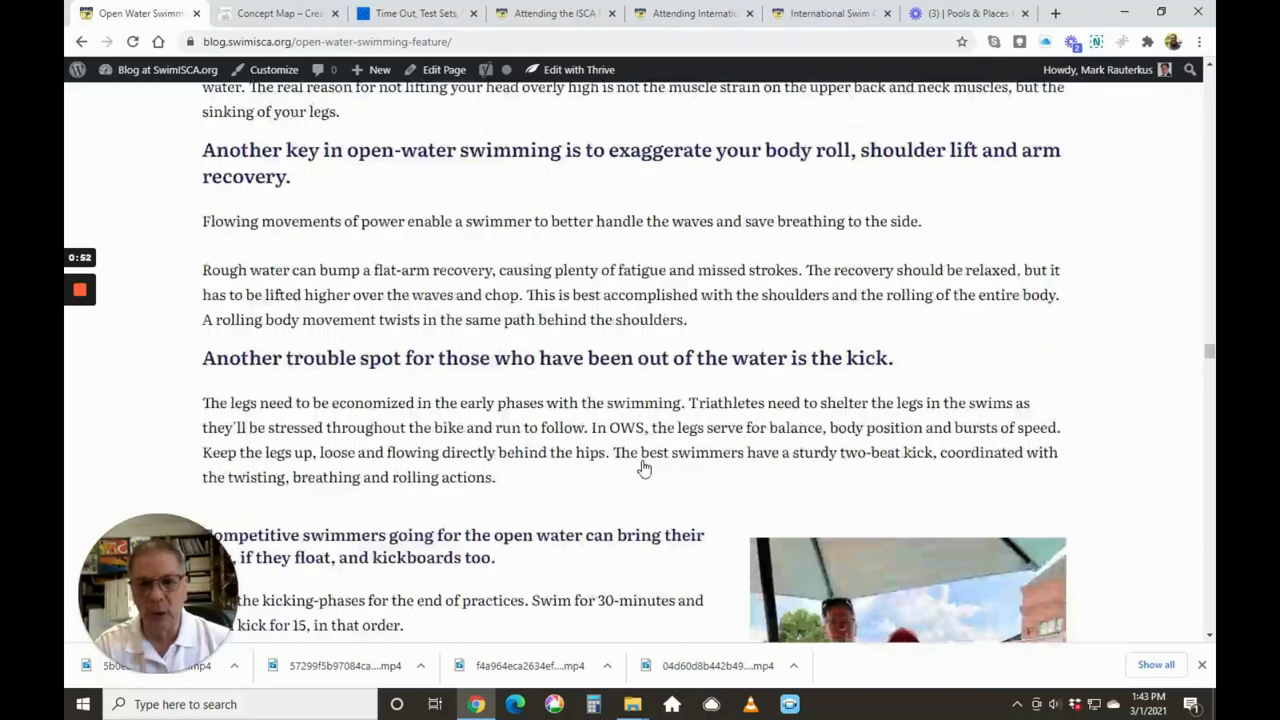 Open Water Swimm
Concept Map – Crea
Time Out, Test Sets,
Attending the ISCA
Attending Internatio
International Swim C
(3) | Pools & Places
blog.swimisca.org/open-water-swimming-feature/
Blog at SwimISCA.org
Customize
0
New
Edit Page
Edit with Thrive
Howdy, Mark Rauterkus
water. The real reason for not lifting your head overly high is not the muscle strain on the upper back and neck muscles, but the
sinking of your legs.
Another key in open-water swimming is to exaggerate your body roll, shoulder lift and arm
recovery.
Flowing movements of power enable a swimmer to better handle the waves and save breathing to the side.
0:52
Rough water can bump a flat-arm recovery, causing plenty of fatigue and missed strokes. The recovery should be relaxed, but it
has to be lifted higher over the waves and chop. This is best accomplished with the shoulders and the rolling of the entire body.
A rolling body movement twists in the same path behind the shoulders.
Another trouble spot for those who have been out of the water is the kick.
The legs need to be economized in the early phases with the swimming. Triathletes need to shelter the legs in the swims as
they'll be stressed throughout the bike and run to follow. In OWS, the legs serve for balance, body position and bursts of speed.
Keep the legs up, loose and flowing directly behind the hips. The best swimmers have a sturdy two-beat kick, coordinated with
the twisting, breathing and rolling actions.
ompetitive swimmers going for the open water can bring their
, if they float, and kickboards too.
the kicking-phases for the end of practices. Swim for 30-minutes and
kick for 15, in that order.
57299f5b97084ca....mp4
f4a964eca2634ef....mp4
04d60d8b442b49....mp4
Show all
Type here to search
1:43 PM
3/1/2021